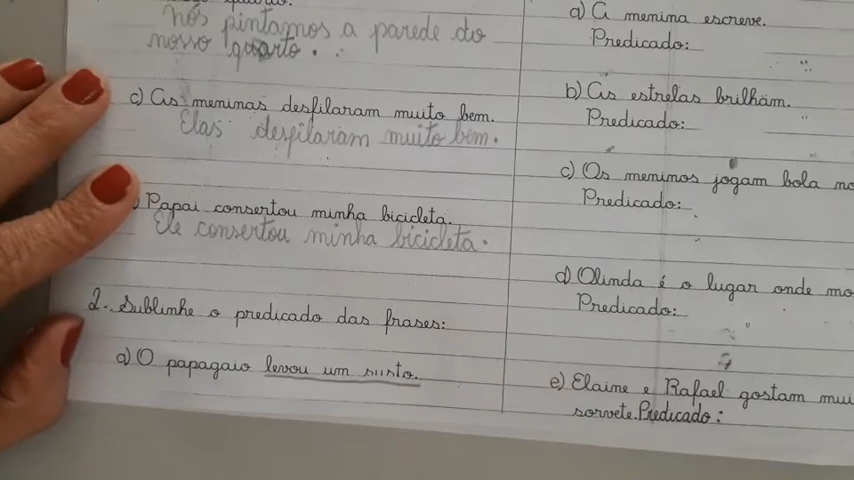 nós pintamos a parede do
nosso quarto.
c) As meninas desfilaram muito bem.
Elas desfilaram muito bem.
) Papai consertou minha bicicleta.
Ele consertou minha bicicleta.
2. Sublinhe o predicado das frases:
a) O papagaio levou um susto.
a) A menina escreve.
Predicado:
b) As estrelas brilham.
Predicado:
c) Os meninos jogam bola
Predicado:
d) Olinda é o lugar onde
Predicado:
e) Elaine e Rafael gostam
sorvete. Predicado: